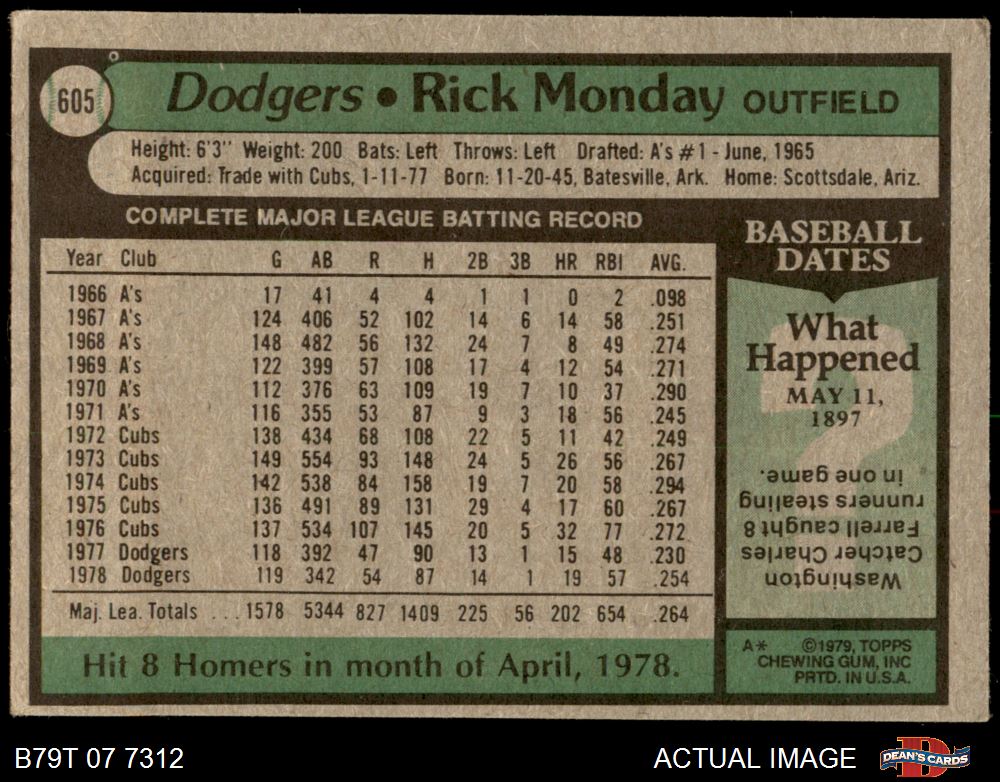 605
Dodgers • Rick Monday OUTFIELD
Height: 6'3" Weight: 200 Bats: Left Throws: Left Drafted: A's #1 - June, 1965
Acquired: Trade with Cubs, 1-11-77 Born: 11-20-45, Batesville, Ark. Home: Scottsdale, Ariz.
COMPLETE MAJOR LEAGUE BATTING RECORD
Year Club G AB R H 2B 3B HR RBI AVG.
1966 A's 17 41 4 4 1 1 0 2 .098
1967 A's 124 406 52 102 14 6 14 58 .251
1968 A's 148 482 56 132 24 7 8 49 .274
1969 A's 122 399 57 108 17 4 12 54 .271
1970 A's 112 376 63 109 19 7 10 37 .290
1971 A's 116 355 53 87 9 3 18 56 .245
1972 Cubs 138 434 68 108 22 5 11 42 .249
1973 Cubs 149 554 93 148 24 5 26 56 .267
1974 Cubs 142 538 84 158 19 7 20 58 .294
1975 Cubs 136 491 89 131 29 4 17 60 .267
1976 Cubs 137 534 107 145 20 5 32 77 .272
1977 Dodgers 118 392 47 90 13 1 15 48 .230
1978 Dodgers 119 342 54 87 14 1 19 57 .254
Maj. Lea. Totals ... 1578 5344 827 1409 225 56 202 654 .264
Hit 8 Homers in month of April, 1978.
BASEBALL
DATES
What
Happened
MAY 11,
1897
Washington
Catcher Charles
Farrell caught 8
runners stealing
in one game.
A* ©1979, TOPPS
CHEWING GUM, INC
PRTD. IN U.S.A.
B79T 07 7312
ACTUAL IMAGE
DEAN'S CARDS